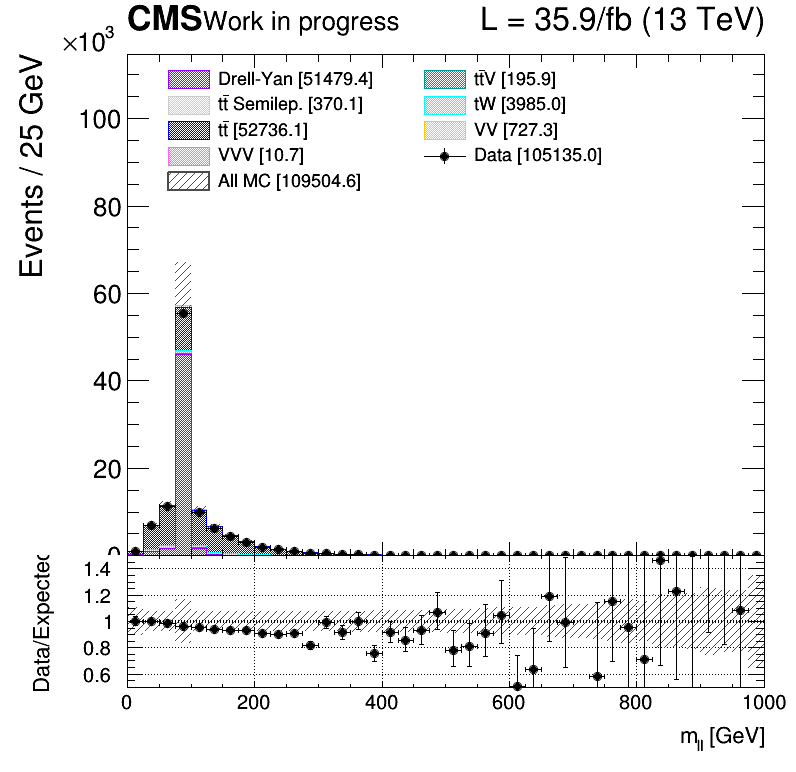 CMS Work in progress L = 35.9/fb (13 TeV)
×10³
Drell-Yan [51479.4] tt̄V [195.9]
tt̄ Semilep. [370.1] tW [3985.0]
tt̄ [52736.1] VV [727.3]
VVV [10.7] Data [105135.0]
All MC [109504.6]
Events / 25 GeV
100
80
60
40
20
0
Data/Expected
1.4
1.2
1
0.8
0.6
0 200 400 600 800 1000
m_ll [GeV]